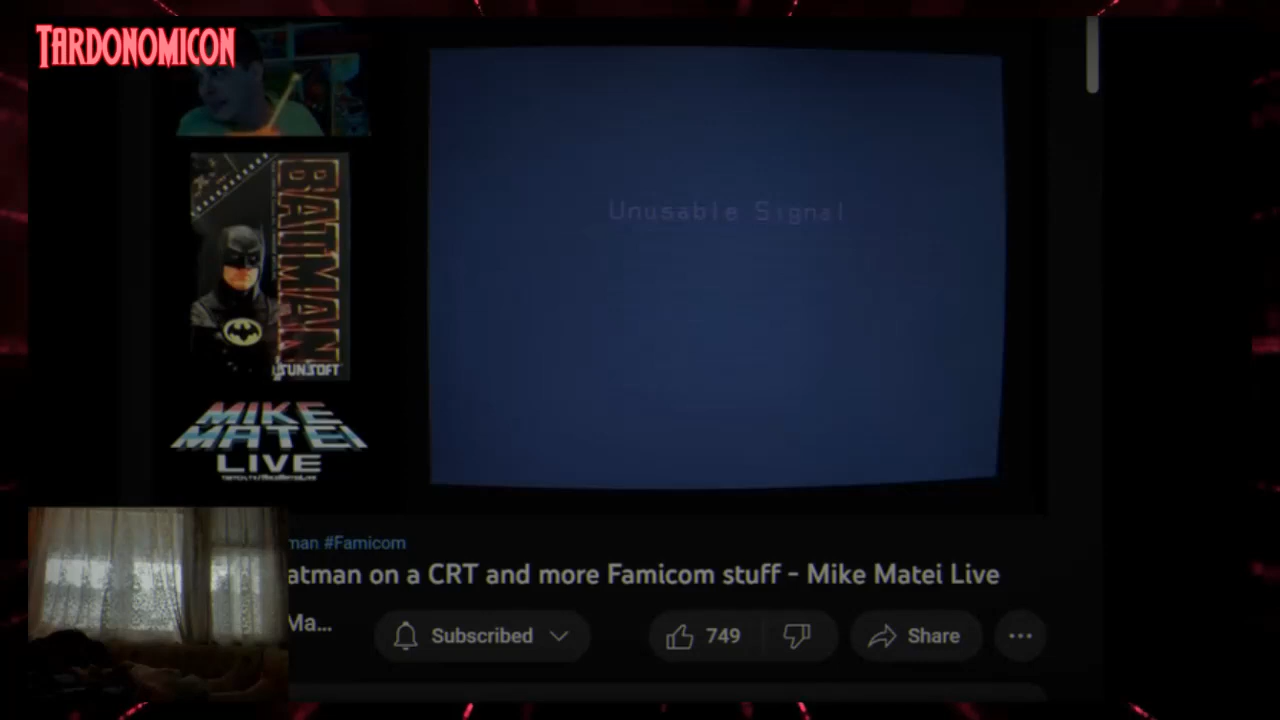 TARDONOMICON
Unusable Signal
BATMAN
SUNSOFT
MIKE
MATEI
LIVE
man #Famicom
atman on a CRT and more Famicom stuff - Mike Matei Live
Ma...
Subscribed
749
Share